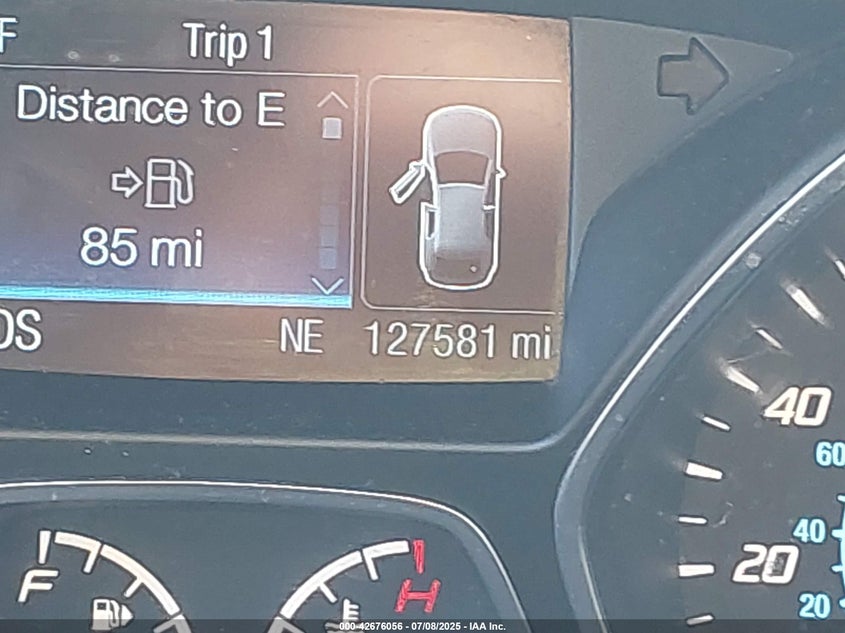 F
Trip 1
Distance to E
85 mi
OS
NE
127581 mi
40
60
40
20
20
F
H
000-42676056 - 07/08/2025 - IAA Inc.